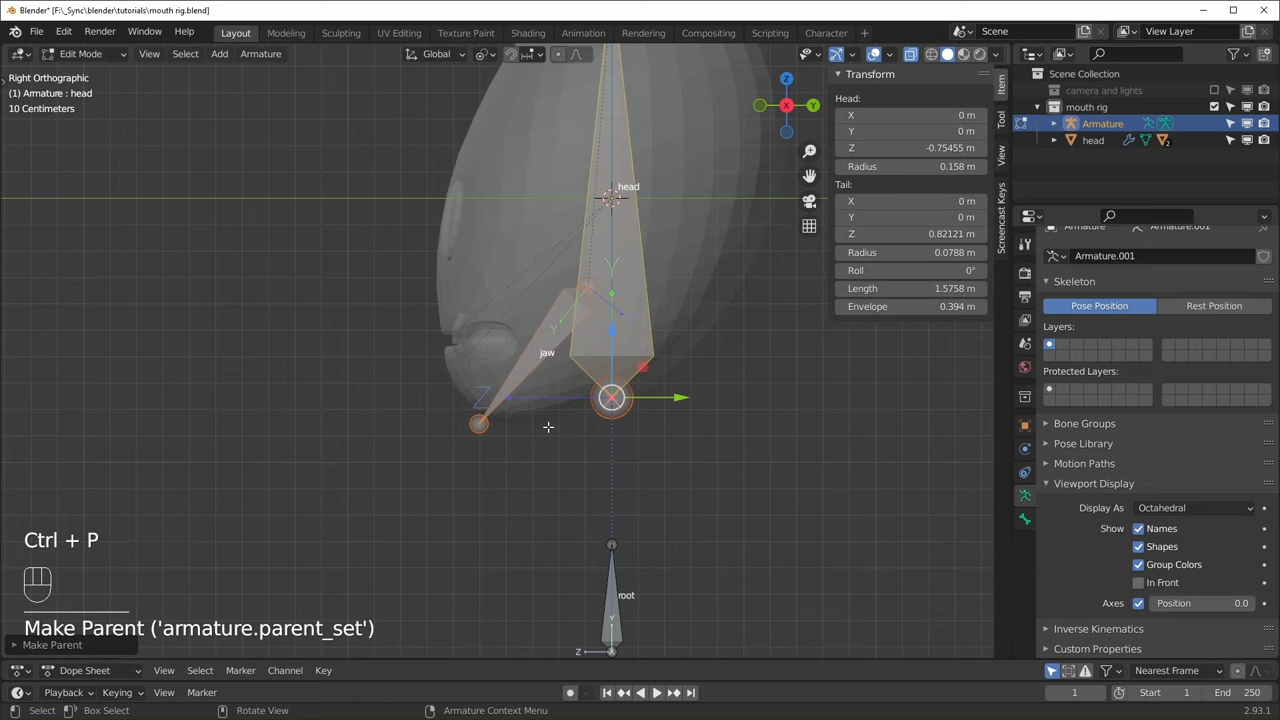 Blender* [F:\_Sync\blender\tutorials\mouth rig.blend]
File Edit Render Window Help Layout Modeling Sculpting UV Editing Texture Paint Shading Animation Rendering Compositing Scripting Character Scene View Layer
Edit Mode View Select Add Armature Global
Right Orthographic
(1) Armature : head
10 Centimeters
Z
X
Y
head
jaw
Y
Z
root
Y
Z
X
Transform
Head:
X 0 m
Y 0 m
Z -0.75455 m
Radius 0.158 m
Tail:
X 0 m
Y 0 m
Z 0.82121 m
Radius 0.0788 m
Roll 0°
Length 1.5758 m
Envelope 0.394 m
Item
Tool
View
Screencast Keys
Scene Collection
camera and lights
mouth rig
Armature
head 2
Armature Armature.001
Armature.001
Skeleton
Pose Position Rest Position
Layers:
Protected Layers:
Bone Groups
Pose Library
Motion Paths
Viewport Display
Display As Octahedral
Show Names
Shapes
Group Colors
In Front
Axes Position 0.0
Inverse Kinematics
Custom Properties
Ctrl + P
Make Parent ('armature.parent_set')
Make Parent
Dope Sheet View Select Marker Channel Key Nearest Frame
Playback Keying View Marker 1 Start 1 End 250
Select Box Select Rotate View Armature Context Menu 2.93.1